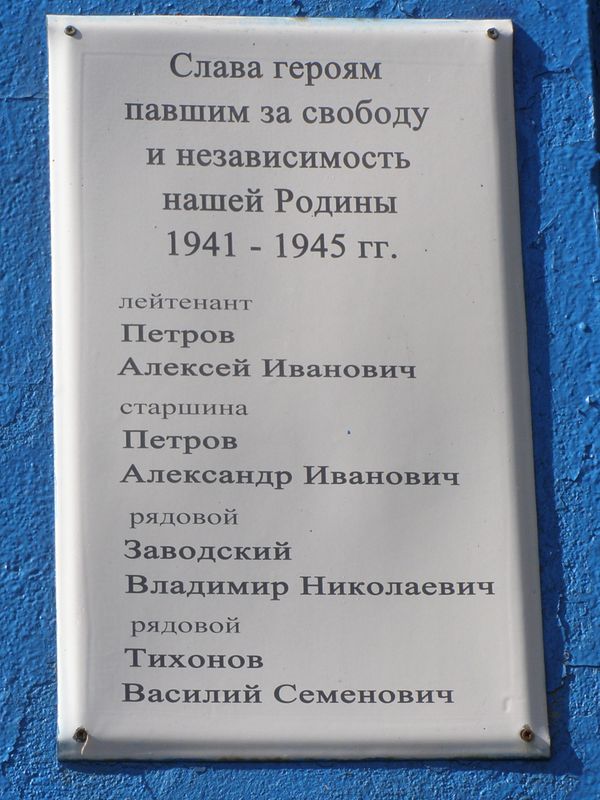 Слава героям
павшим за свободу
и независимость
нашей Родины
1941 - 1945 гг.
лейтенант
Петров
Алексей Иванович
старшина
Петров
Александр Иванович
рядовой
Заводский
Владимир Николаевич
рядовой
Тихонов
Василий Семенович